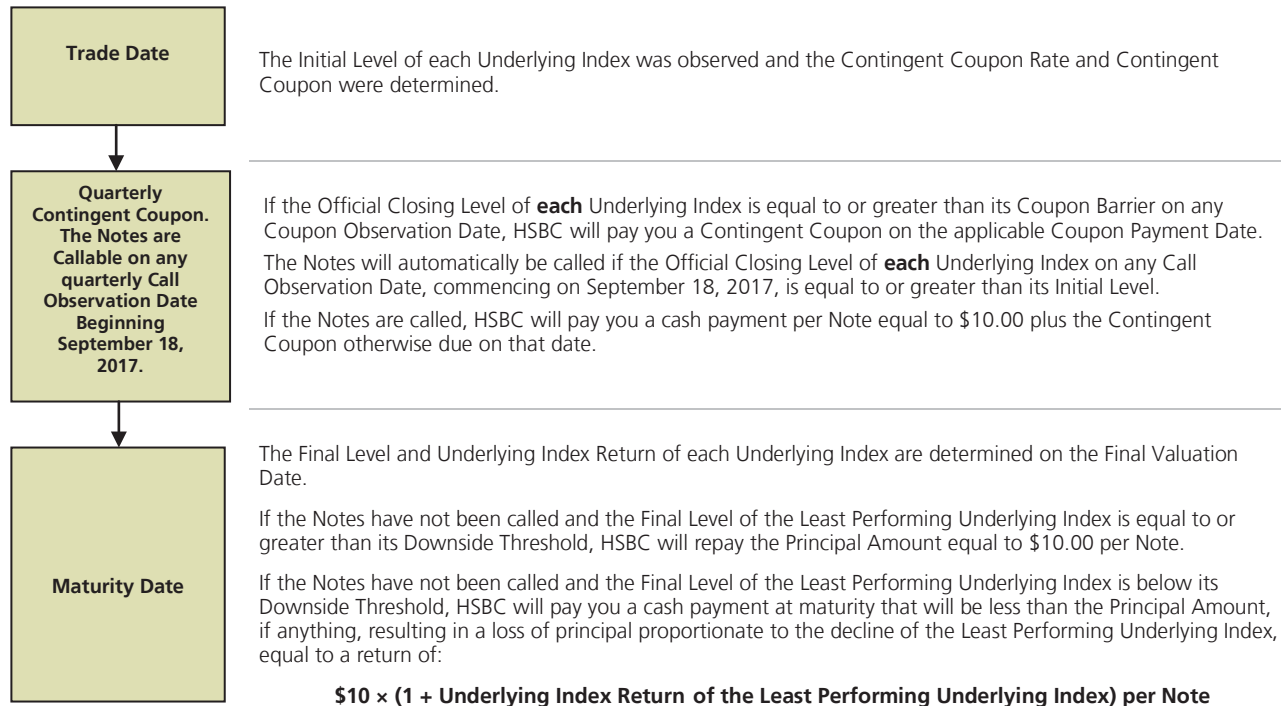 Trade Date
The Initial Level of each Underlying Index was observed and the Contingent Coupon Rate and Contingent
Coupon were determined.
Quarterly
Contingent Coupon.
The Notes are
Callable on any
quarterly Call
Observation Date
Beginning
September 18,
2017.
If the Official Closing Level of each Underlying Index is equal to or greater than its Coupon Barrier on any
Coupon Observation Date, HSBC will pay you a Contingent Coupon on the applicable Coupon Payment Date.
The Notes will automatically be called if the Official Closing Level of each Underlying Index on any Call
Observation Date, commencing on September 18, 2017, is equal to or greater than its Initial Level.
If the Notes are called, HSBC will pay you a cash payment per Note equal to $10.00 plus the Contingent
Coupon otherwise due on that date.
Maturity Date
The Final Level and Underlying Index Return of each Underlying Index are determined on the Final Valuation
Date.
If the Notes have not been called and the Final Level of the Least Performing Underlying Index is equal to or
greater than its Downside Threshold, HSBC will repay the Principal Amount equal to $10.00 per Note.
If the Notes have not been called and the Final Level of the Least Performing Underlying Index is below its
Downside Threshold, HSBC will pay you a cash payment at maturity that will be less than the Principal Amount,
if anything, resulting in a loss of principal proportionate to the decline of the Least Performing Underlying Index,
equal to a return of:
$10 × (1 + Underlying Index Return of the Least Performing Underlying Index) per Note